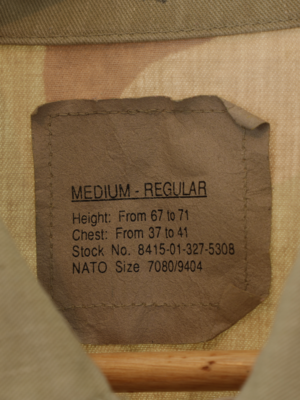 MEDIUM - REGULAR
Height: From 67 to 71
Chest: From 37 to 41
Stock No. 8415-01-327-5308
NATO Size 7080/9404